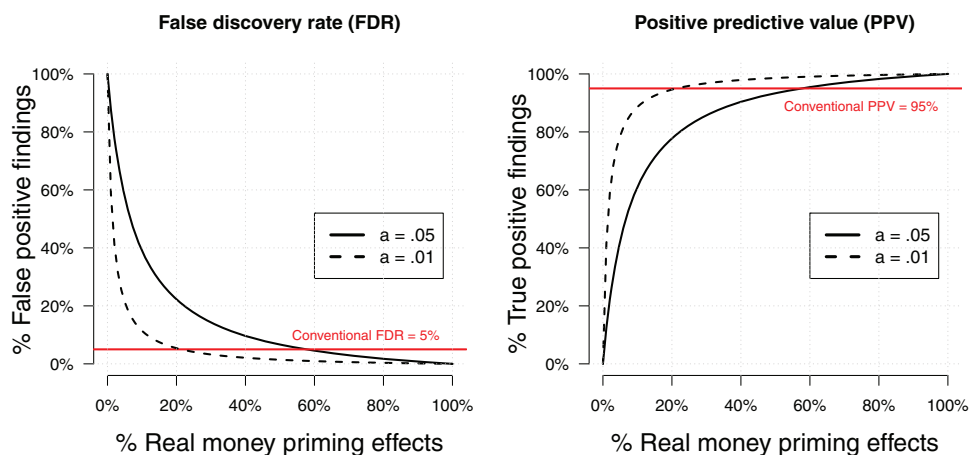 False discovery rate (FDR)
% False positive findings
100%
80%
60%
40%
20%
0%
a = .05
a = .01
Conventional FDR = 5%
0% 20% 40% 60% 80% 100%
% Real money priming effects
Positive predictive value (PPV)
% True positive findings
100%
80%
60%
40%
20%
0%
Conventional PPV = 95%
a = .05
a = .01
0% 20% 40% 60% 80% 100%
% Real money priming effects